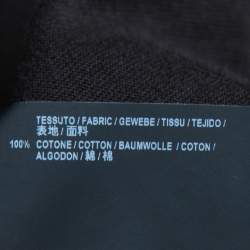 TESSUTO / FABRIC / GEWEBE / TISSU / TEJIDO /
表地 / 面料
100% COTONE / COTTON / BAUMWOLLE / COTON /
ALGODON / 綿 / 棉